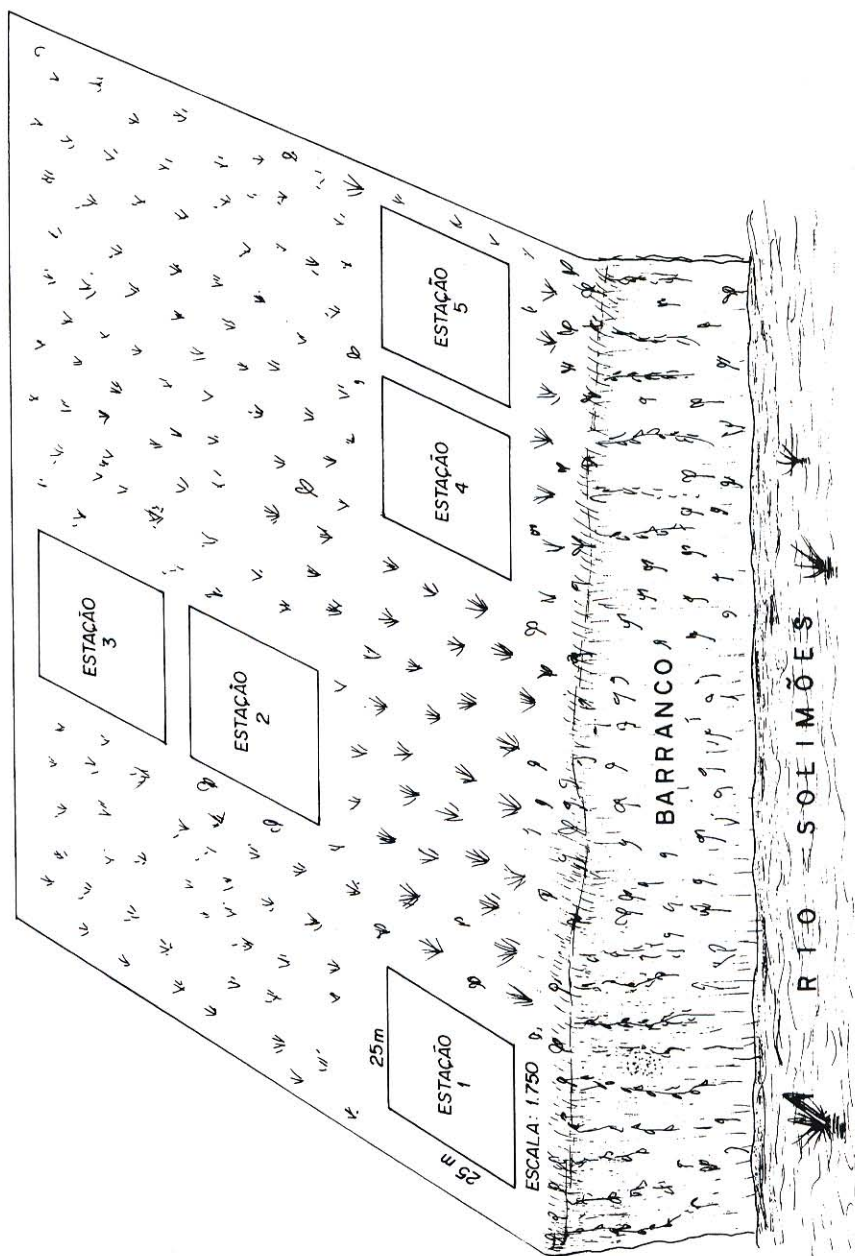 ESTAÇÃO
3
ESTAÇÃO
2
ESTAÇÃO
5
ESTAÇÃO
4
25m
25 m
ESTAÇÃO
1
ESCALA: 1.750
BARRANCO
RIO SOLIMÕES